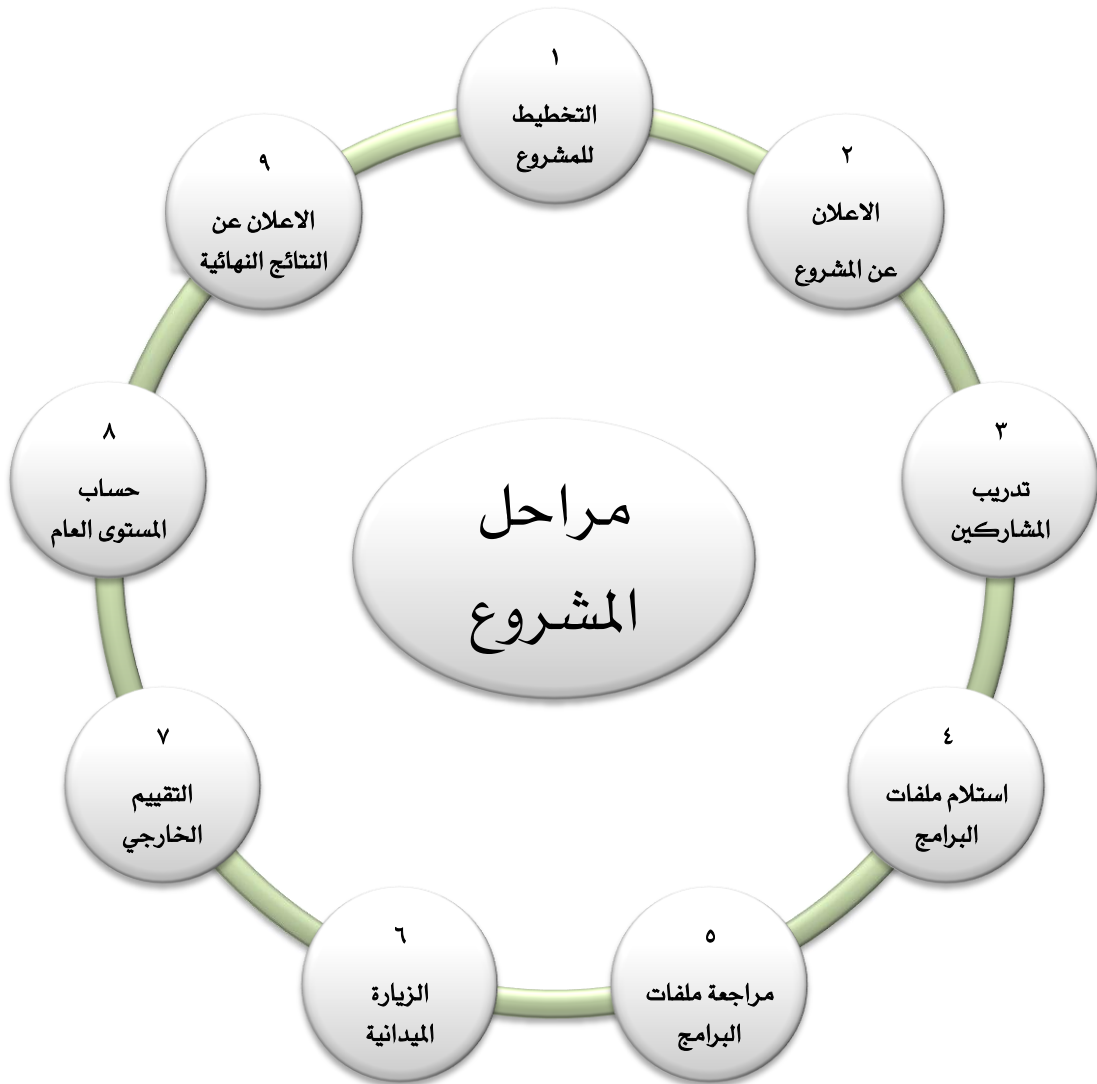 مراحل
المشروع
١
التخطيط
للمشروع
٢
الاعلان
عن المشروع
٣
تدريب
المشاركين
٤
استلام ملفات
البرامج
٥
مراجعة ملفات
البرامج
٦
الزيارة
الميدانية
٧
التقييم
الخارجي
٨
حساب
المستوى العام
٩
الاعلان عن
النتائج النهائية